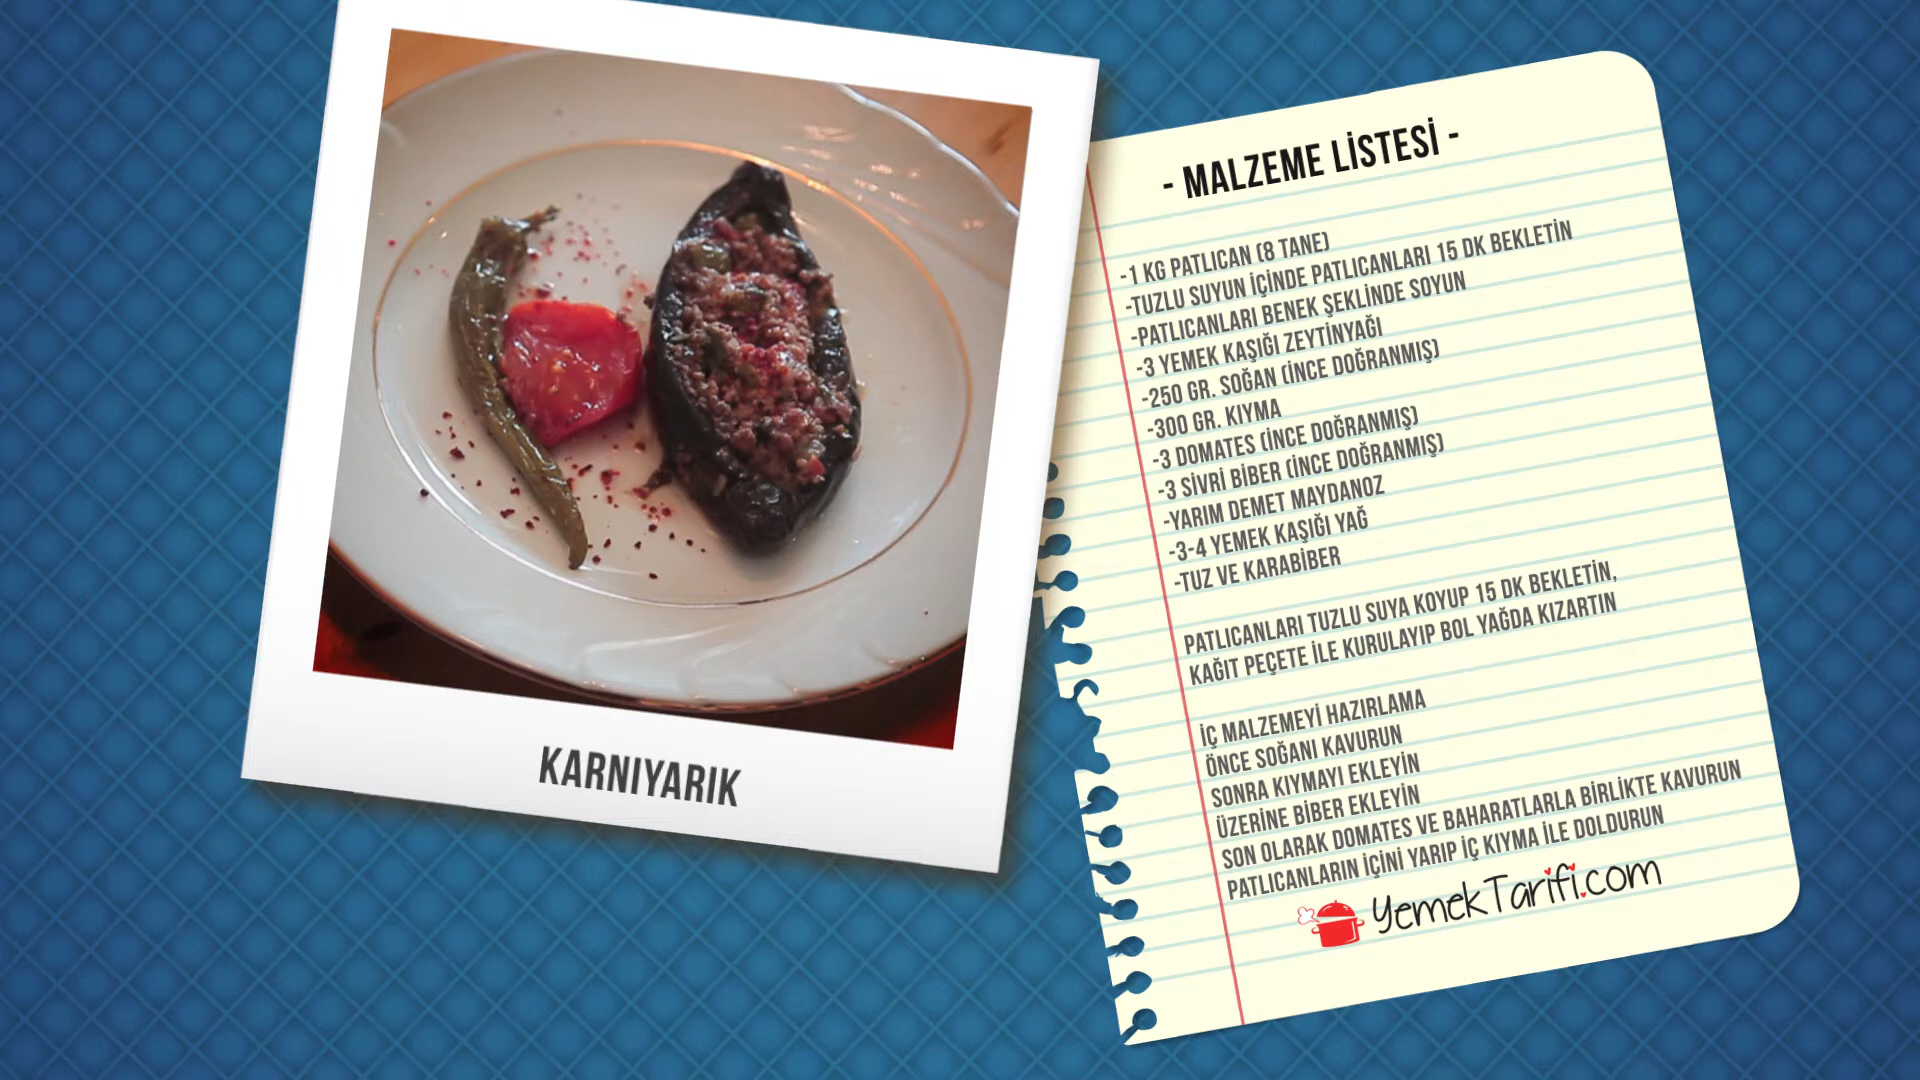 KARNIYARIK
- MALZEME LİSTESİ -
-1 KG PATLICAN (8 TANE)
-TUZLU SUYUN İÇİNDE PATLICANLARI 15 DK BEKLETİN
-PATLICANLARI BENEK ŞEKLİNDE SOYUN
-3 YEMEK KAŞIĞI ZEYTİNYAĞI
-250 GR. SOĞAN (İNCE DOĞRANMIŞ)
-300 GR. KIYMA
-3 DOMATES (İNCE DOĞRANMIŞ)
-3 SİVRİ BİBER (İNCE DOĞRANMIŞ)
-YARIM DEMET MAYDANOZ
-3-4 YEMEK KAŞIĞI YAĞ
-TUZ VE KARABİBER
PATLICANLARI TUZLU SUYA KOYUP 15 DK BEKLETİN,
KAĞIT PEÇETE İLE KURULAYIP BOL YAĞDA KIZARTIN
İÇ MALZEMEYİ HAZIRLAMA
ÖNCE SOĞANI KAVURUN
SONRA KIYMAYI EKLEYİN
ÜZERİNE BİBER EKLEYİN
SON OLARAK DOMATES VE BAHARATLARLA BİRLİKTE KAVURUN
PATLICANLARIN İÇİNİ YARIP İÇ KIYMA İLE DOLDURUN
YemekTarifi.com